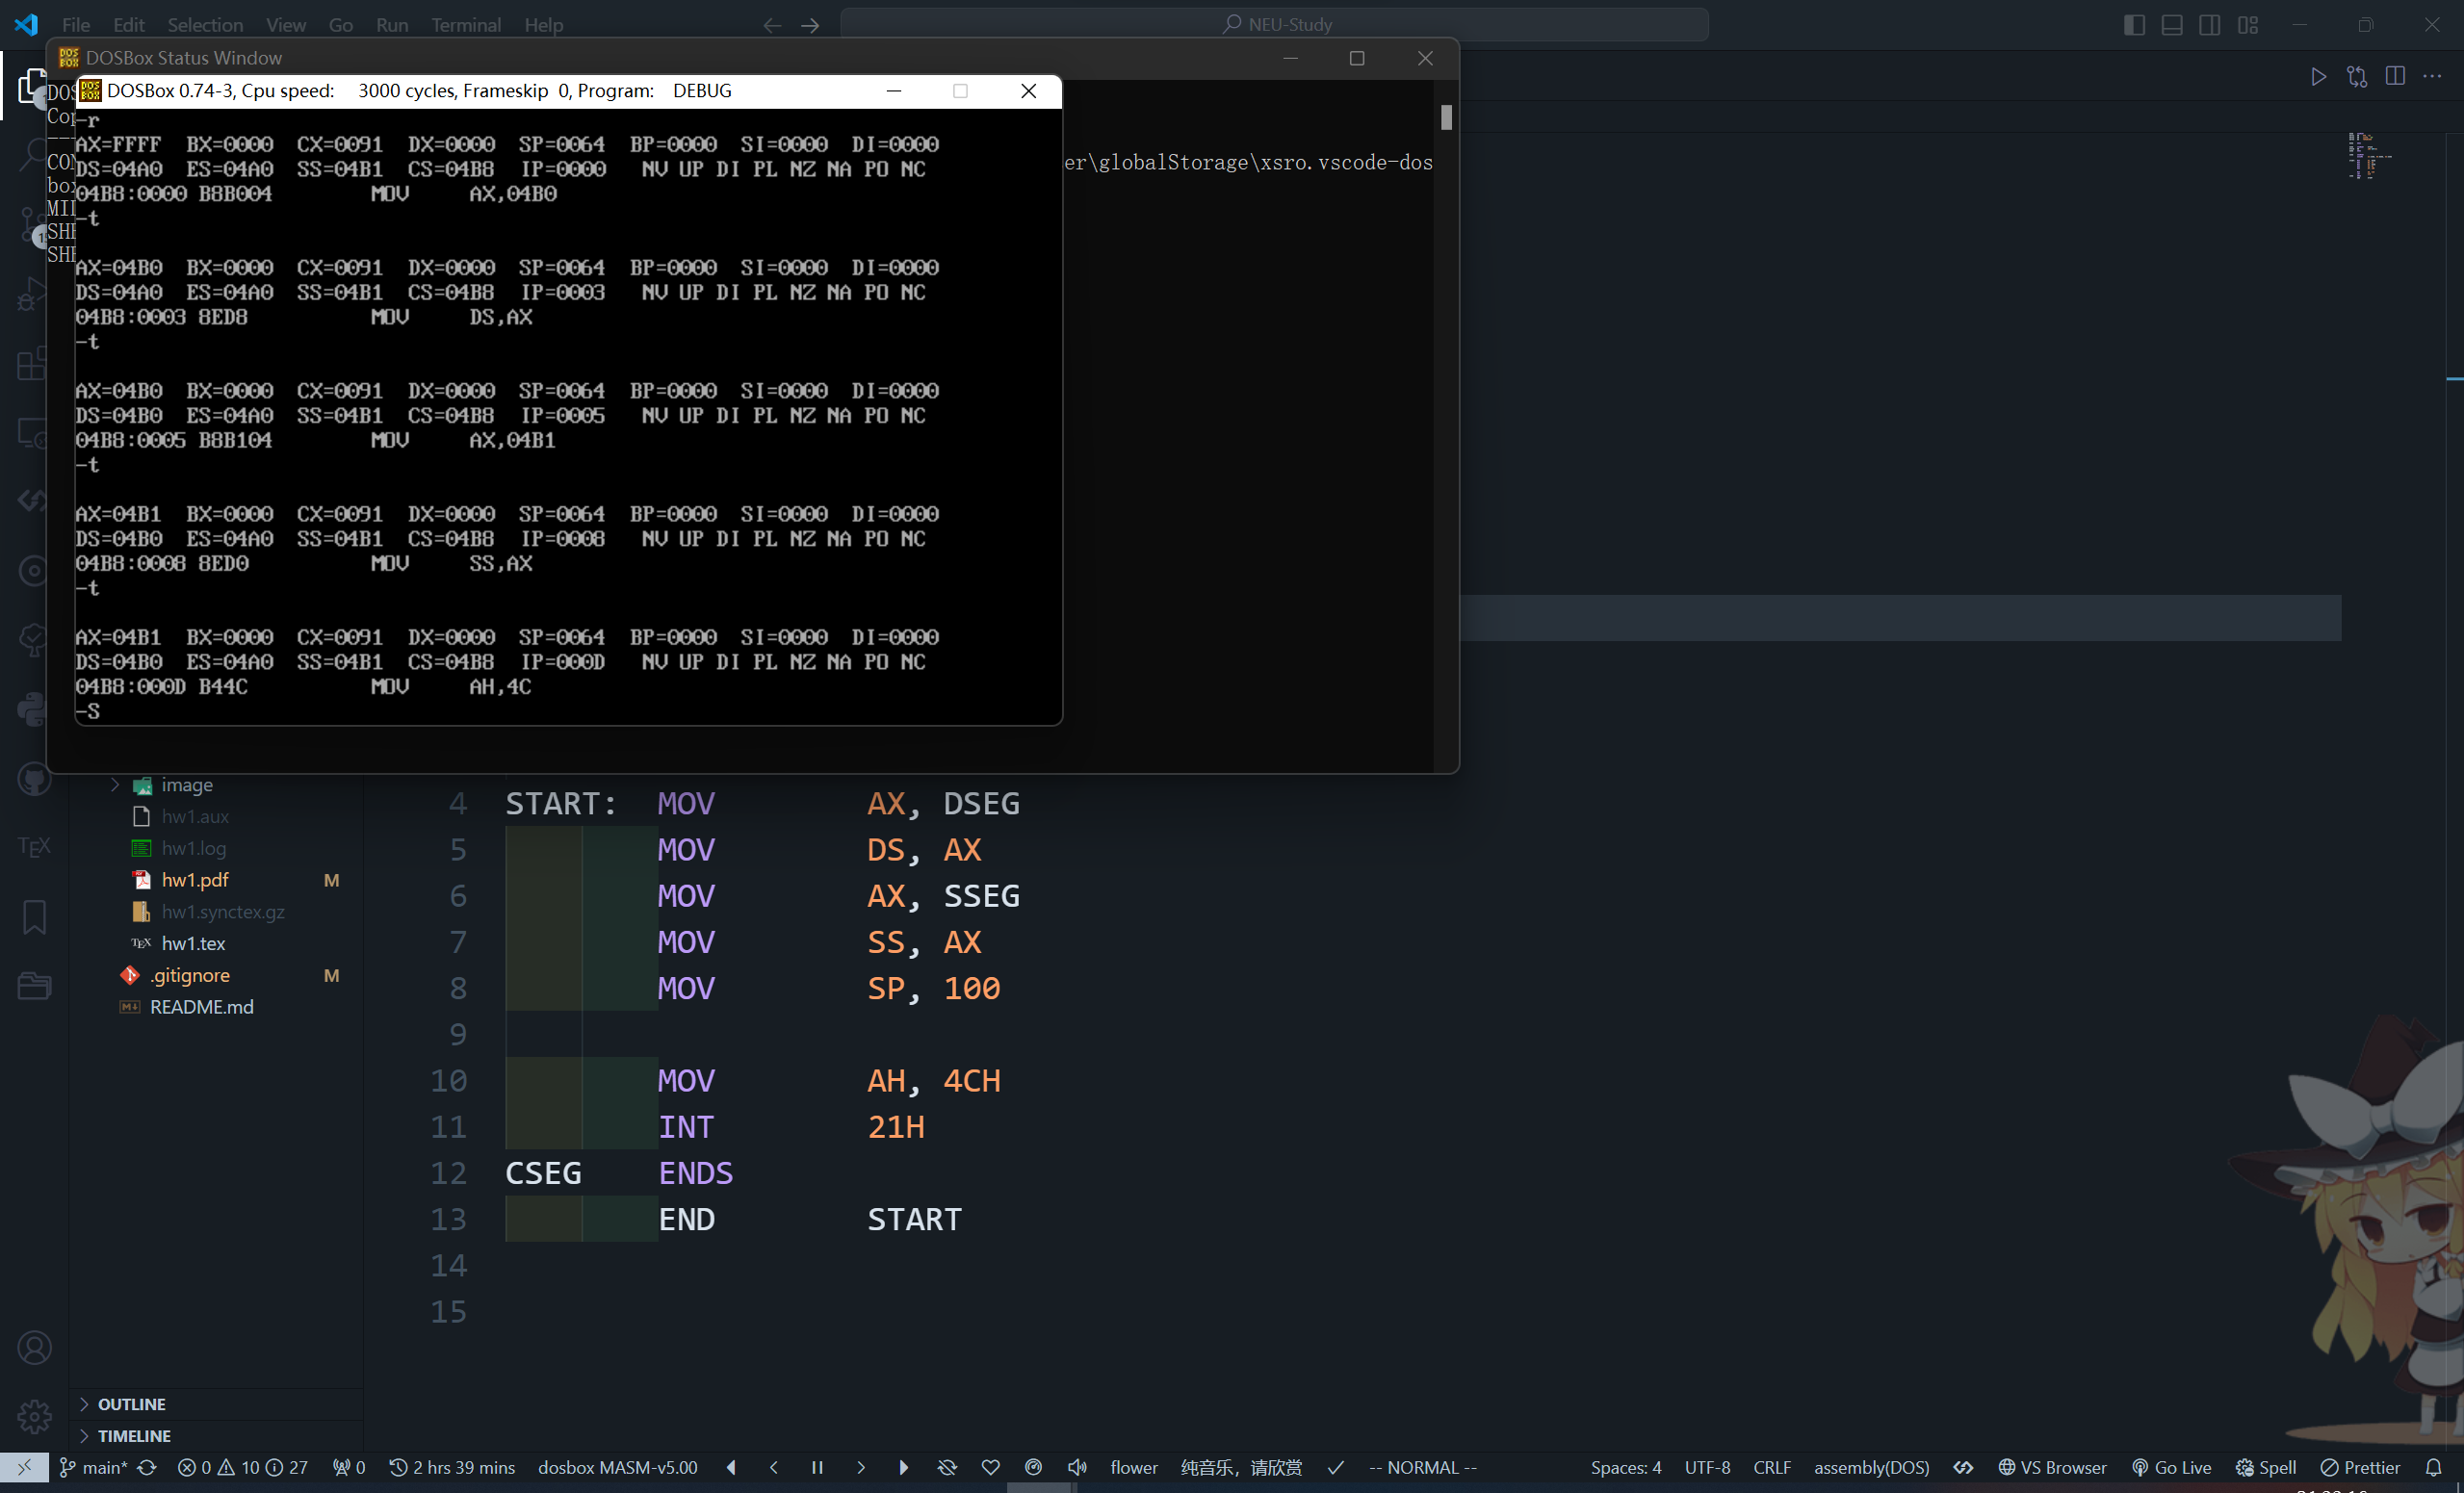 File Edit Selection View Go Run Terminal Help
NEU-Study
DOSBox Status Window
DOSBox 0.74-3, Cpu speed: 3000 cycles, Frameskip 0, Program: DEBUG
er\globalStorage\xsro.vscode-dos
-r
AX=FFFF BX=0000 CX=0091 DX=0000 SP=0064 BP=0000 SI=0000 DI=0000
DS=04A0 ES=04A0 SS=04B1 CS=04B8 IP=0000 NV UP DI PL NZ NA PO NC
04B8:0000 B8B004 MOV AX,04B0
-t
AX=04B0 BX=0000 CX=0091 DX=0000 SP=0064 BP=0000 SI=0000 DI=0000
DS=04A0 ES=04A0 SS=04B1 CS=04B8 IP=0003 NV UP DI PL NZ NA PO NC
04B8:0003 8ED8 MOV DS,AX
-t
AX=04B0 BX=0000 CX=0091 DX=0000 SP=0064 BP=0000 SI=0000 DI=0000
DS=04B0 ES=04A0 SS=04B1 CS=04B8 IP=0005 NV UP DI PL NZ NA PO NC
04B8:0005 B8B104 MOV AX,04B1
-t
AX=04B1 BX=0000 CX=0091 DX=0000 SP=0064 BP=0000 SI=0000 DI=0000
DS=04B0 ES=04A0 SS=04B1 CS=04B8 IP=0008 NV UP DI PL NZ NA PO NC
04B8:0008 8ED0 MOV SS,AX
-t
AX=04B1 BX=0000 CX=0091 DX=0000 SP=0064 BP=0000 SI=0000 DI=0000
DS=04B0 ES=04A0 SS=04B1 CS=04B8 IP=000D NV UP DI PL NZ NA PO NC
04B8:000D B44C MOV AH,4C
-S
image
hw1.aux
hw1.log
hw1.pdf M
hw1.synctex.gz
TEX hw1.tex
.gitignore M
README.md
4 START: MOV AX, DSEG
5 MOV DS, AX
6 MOV AX, SSEG
7 MOV SS, AX
8 MOV SP, 100
9
10 MOV AH, 4CH
11 INT 21H
12 CSEG ENDS
13 END START
14
15
TEX
OUTLINE
TIMELINE
main* 0 10 27 0 2 hrs 39 mins dosbox MASM-v5.00 flower 纯音乐，请欣赏 -- NORMAL -- Spaces: 4 UTF-8 CRLF assembly(DOS) VS Browser Go Live Spell Prettier